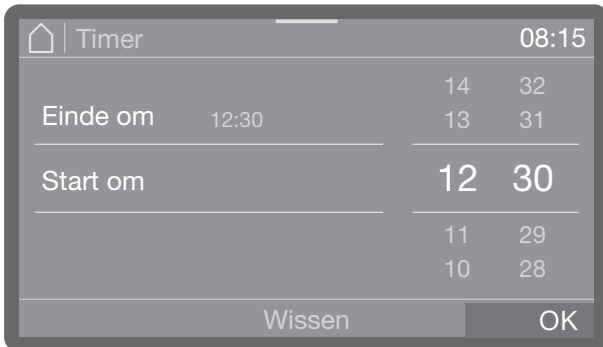 Timer 08:15
14 32
Einde om 12:30 13 31
Start om 12 30
11 29
10 28
Wissen OK